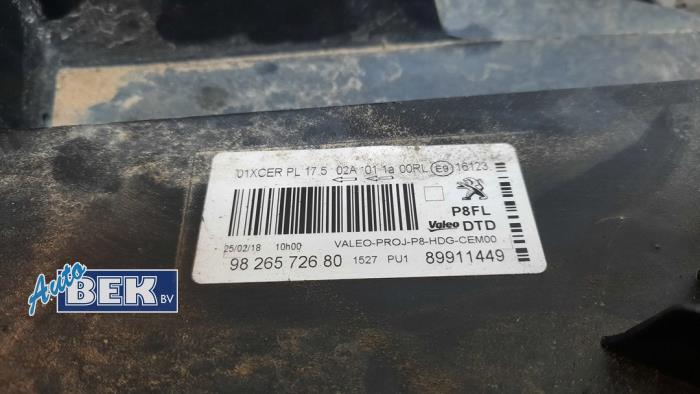 01XCER PL 17.5 02A 01 1a 00RL E9 16123
P8FL
Valeo DTD
25/02/18 10h00 VALEO-PROJ-P8-HDG-CEM00
98 265 726 80 1527 PU1 89911449
Auto BEK BV